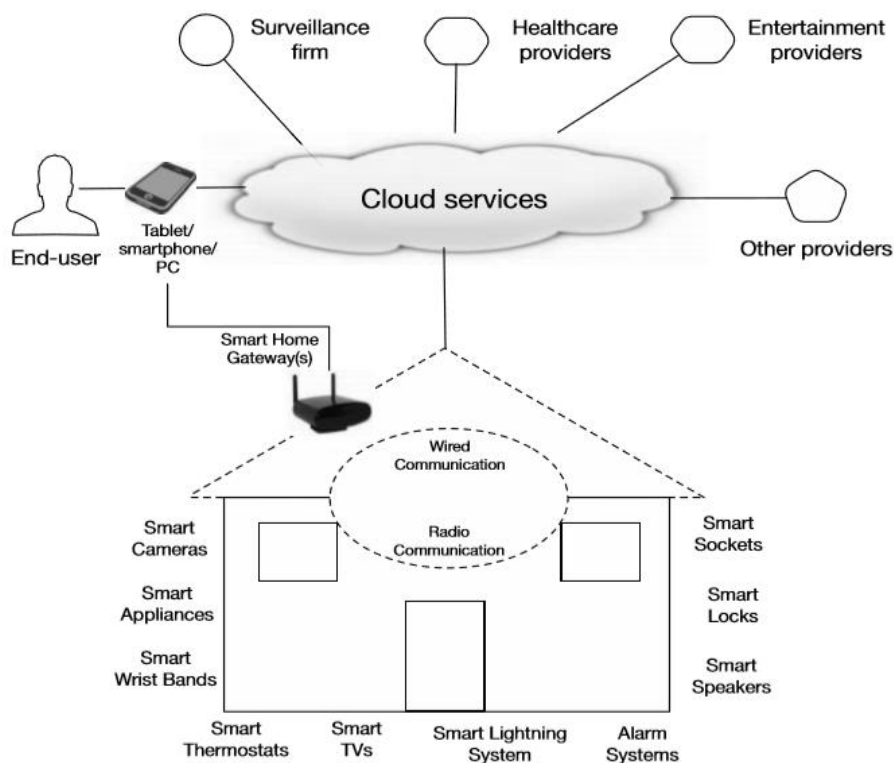 Surveillance
firm
Healthcare
providers
Entertainment
providers
Cloud services
End-user
Tablet/
smartphone/
PC
Other providers
Smart Home
Gateway(s)
Wired
Communication
Radio
Communication
Smart
Cameras
Smart
Sockets
Smart
Appliances
Smart
Locks
Smart
Wrist Bands
Smart
Speakers
Smart
Thermostats
Smart
TVs
Smart Lightning
System
Alarm
Systems